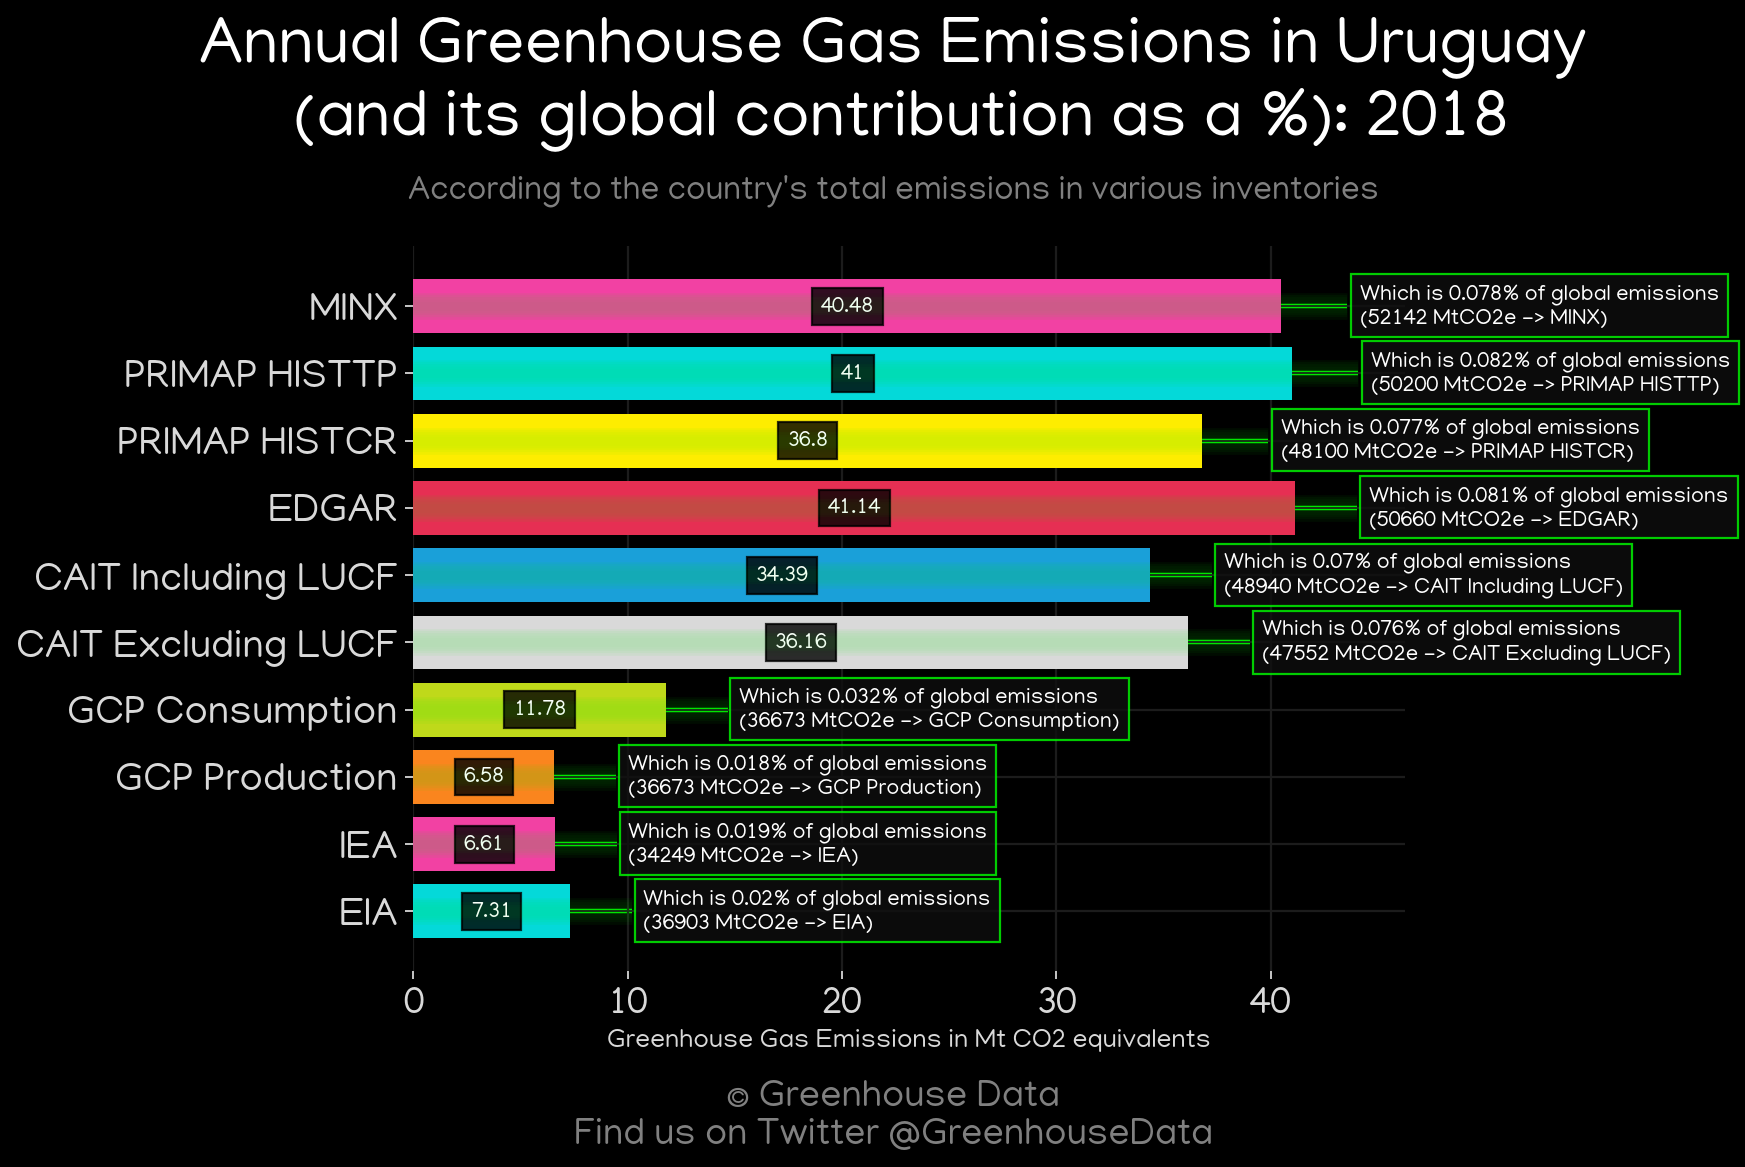 Annual Greenhouse Gas Emissions in Uruguay
(and its global contribution as a %): 2018
According to the country's total emissions in various inventories
MINX
40.48
Which is 0.078% of global emissions
(52142 MtCO2e -> MINX)
PRIMAP HISTTP
41
Which is 0.082% of global emissions
(50200 MtCO2e -> PRIMAP HISTTP)
PRIMAP HISTCR
36.8
Which is 0.077% of global emissions
(48100 MtCO2e -> PRIMAP HISTCR)
EDGAR
41.14
Which is 0.081% of global emissions
(50660 MtCO2e -> EDGAR)
CAIT Including LUCF
34.39
Which is 0.07% of global emissions
(48940 MtCO2e -> CAIT Including LUCF)
CAIT Excluding LUCF
36.16
Which is 0.076% of global emissions
(47552 MtCO2e -> CAIT Excluding LUCF)
GCP Consumption
11.78
Which is 0.032% of global emissions
(36673 MtCO2e -> GCP Consumption)
GCP Production
6.58
Which is 0.018% of global emissions
(36673 MtCO2e -> GCP Production)
IEA
6.61
Which is 0.019% of global emissions
(34249 MtCO2e -> IEA)
EIA
7.31
Which is 0.02% of global emissions
(36903 MtCO2e -> EIA)
0 10 20 30 40
Greenhouse Gas Emissions in Mt CO2 equivalents
© Greenhouse Data
Find us on Twitter @GreenhouseData